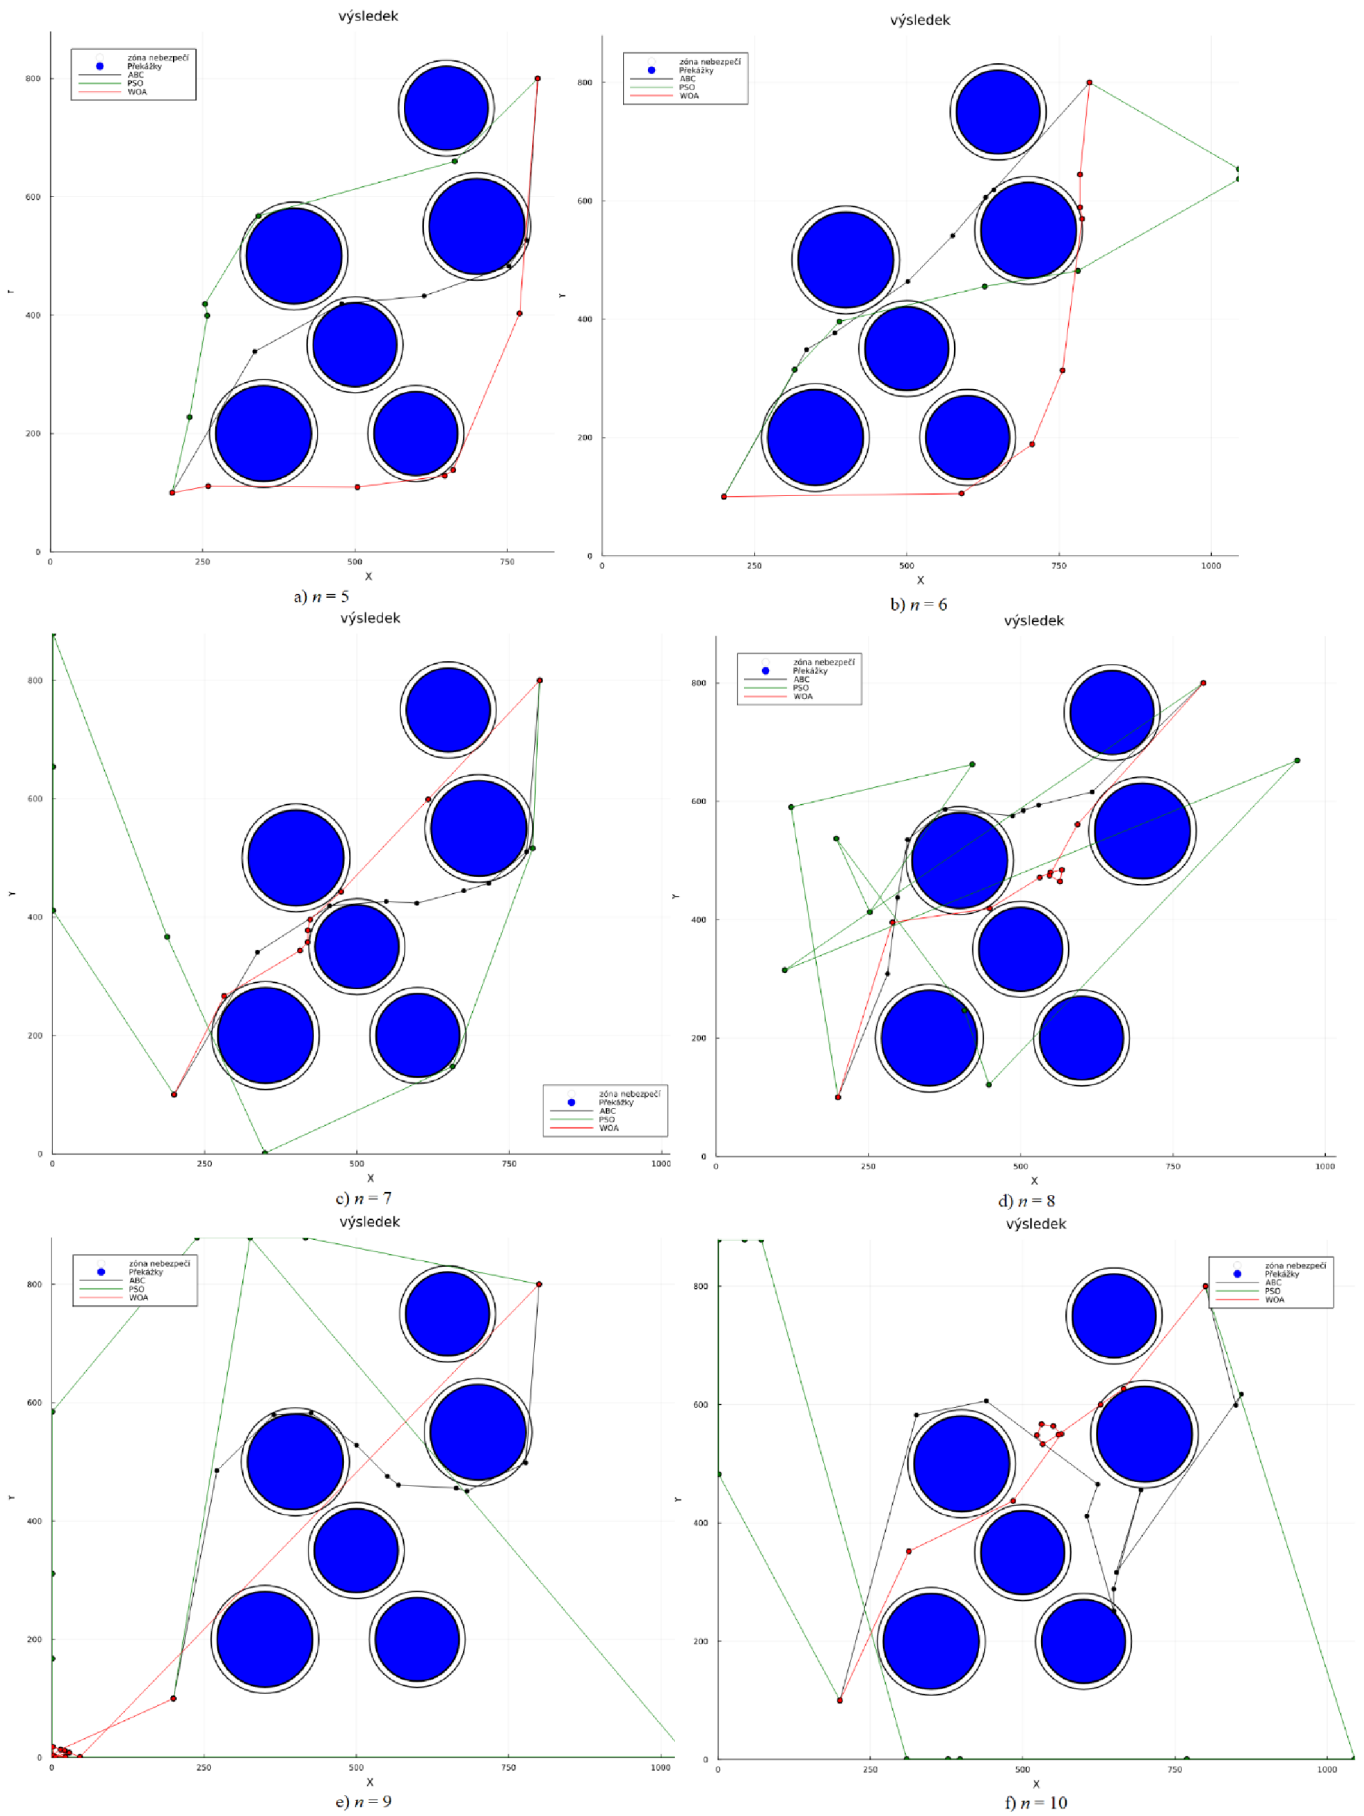 výsledek
zóna nebezpečí
Překážky
ABC
PSO
WOA
800
600
400
200
0
0
250
500
750
X
a) n = 5
výsledek
zóna nebezpečí
Překážky
ABC
PSO
WOA
Y
800
600
400
200
0
0
250
500
750
1000
X
b) n = 6
výsledek
Y
800
600
400
200
0
zóna nebezpečí
Překážky
ABC
PSO
WOA
0
250
500
750
1000
X
c) n = 7
výsledek
zóna nebezpečí
Překážky
ABC
PSO
WOA
Y
800
600
400
200
0
0
250
500
750
1000
X
d) n = 8
výsledek
zóna nebezpečí
Překážky
ABC
PSO
WOA
Y
800
600
400
200
0
0
250
500
750
1000
X
e) n = 9
výsledek
zóna nebezpečí
Překážky
ABC
PSO
WOA
Y
800
600
400
200
0
0
250
500
750
1000
X
f) n = 10